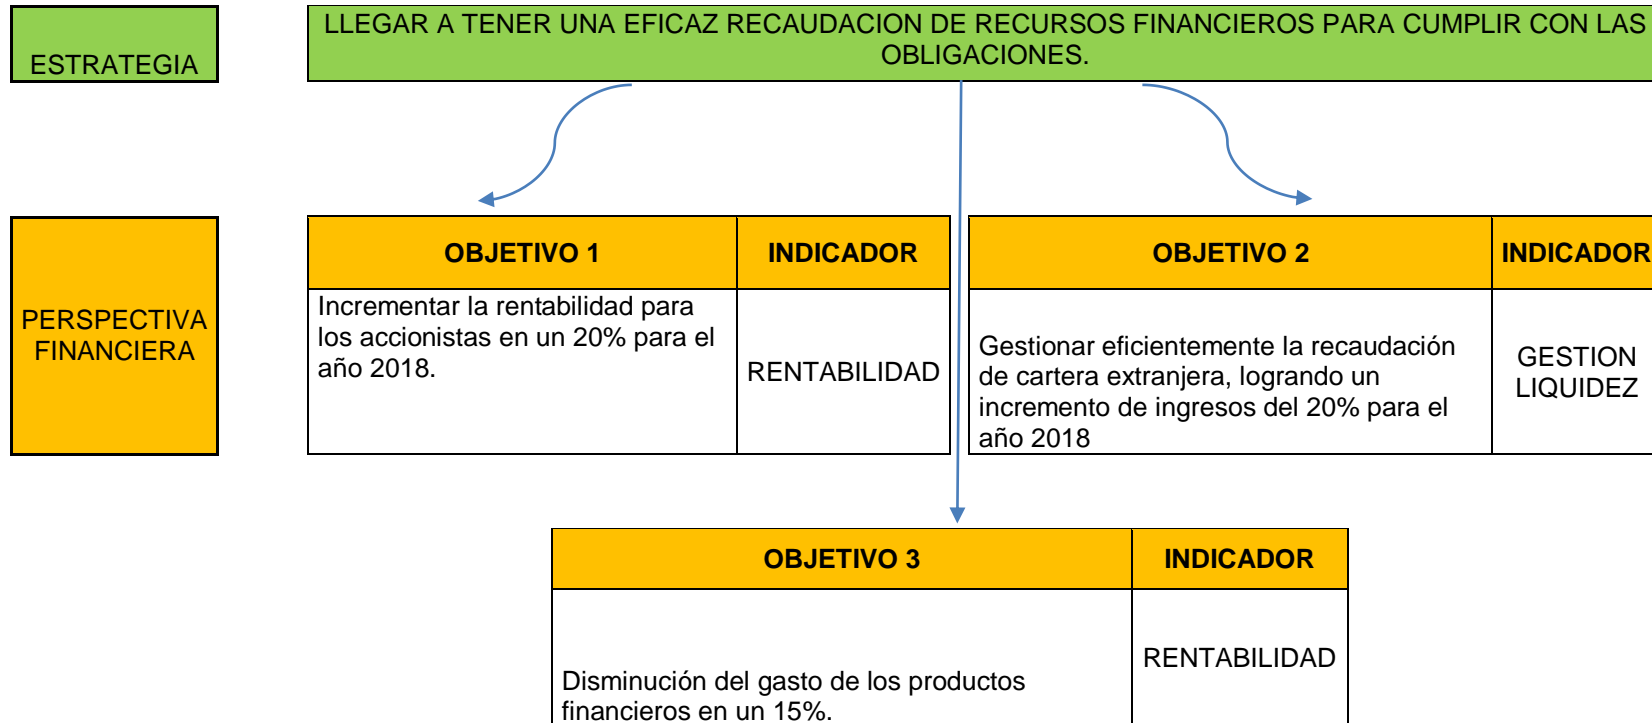 ESTRATEGIA
LLEGAR A TENER UNA EFICAZ RECAUDACION DE RECURSOS FINANCIEROS PARA CUMPLIR CON LAS
OBLIGACIONES.
PERSPECTIVA
FINANCIERA
OBJETIVO 1
INDICADOR
Incrementar la rentabilidad para
los accionistas en un 20% para el
año 2018.
RENTABILIDAD
OBJETIVO 2
INDICADOR
Gestionar eficientemente la recaudación
de cartera extranjera, logrando un
incremento de ingresos del 20% para el
año 2018
GESTION
LIQUIDEZ
OBJETIVO 3
INDICADOR
Disminución del gasto de los productos
financieros en un 15%.
RENTABILIDAD